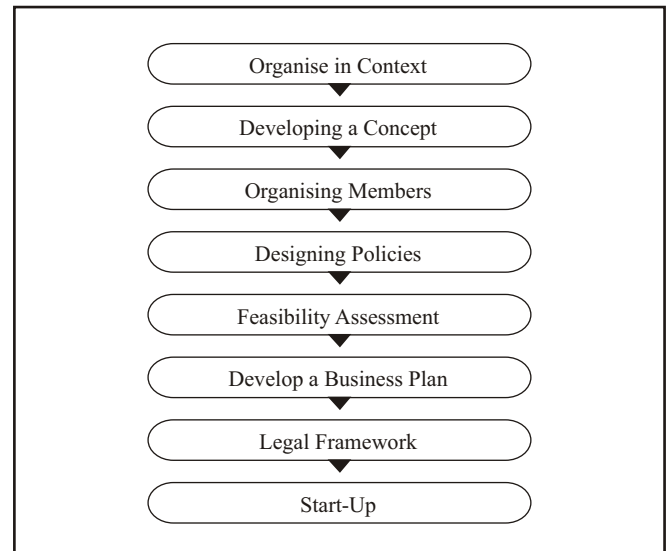 Organise in Context
Developing a Concept
Organising Members
Designing Policies
Feasibility Assessment
Develop a Business Plan
Legal Framework
Start-Up